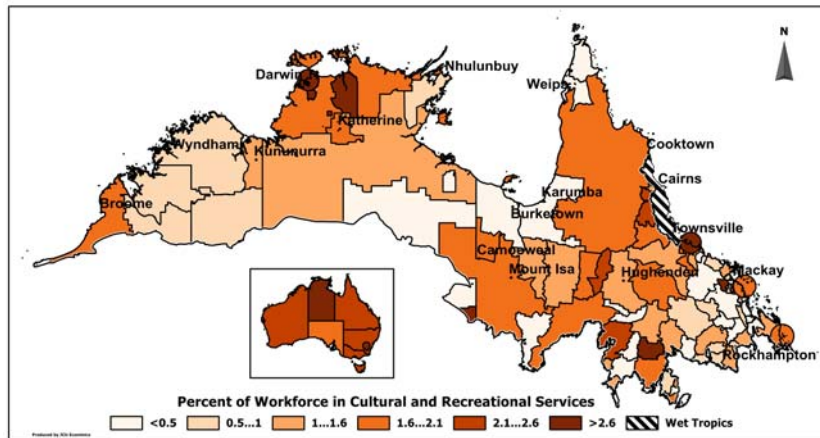 N
Darwin
Nhulunbuy
Weipa
Katherine
Wyndham
Kununurra
Cooktown
Cairns
Broome
Karumba
Burketown
Townsville
Camooweal
Mount Isa
Hughenden
Mackay
Rockhampton
Percent of Workforce in Cultural and Recreational Services
<0.5
0.5...1
1...1.6
1.6...2.1
2.1...2.6
>2.6
Wet Tropics